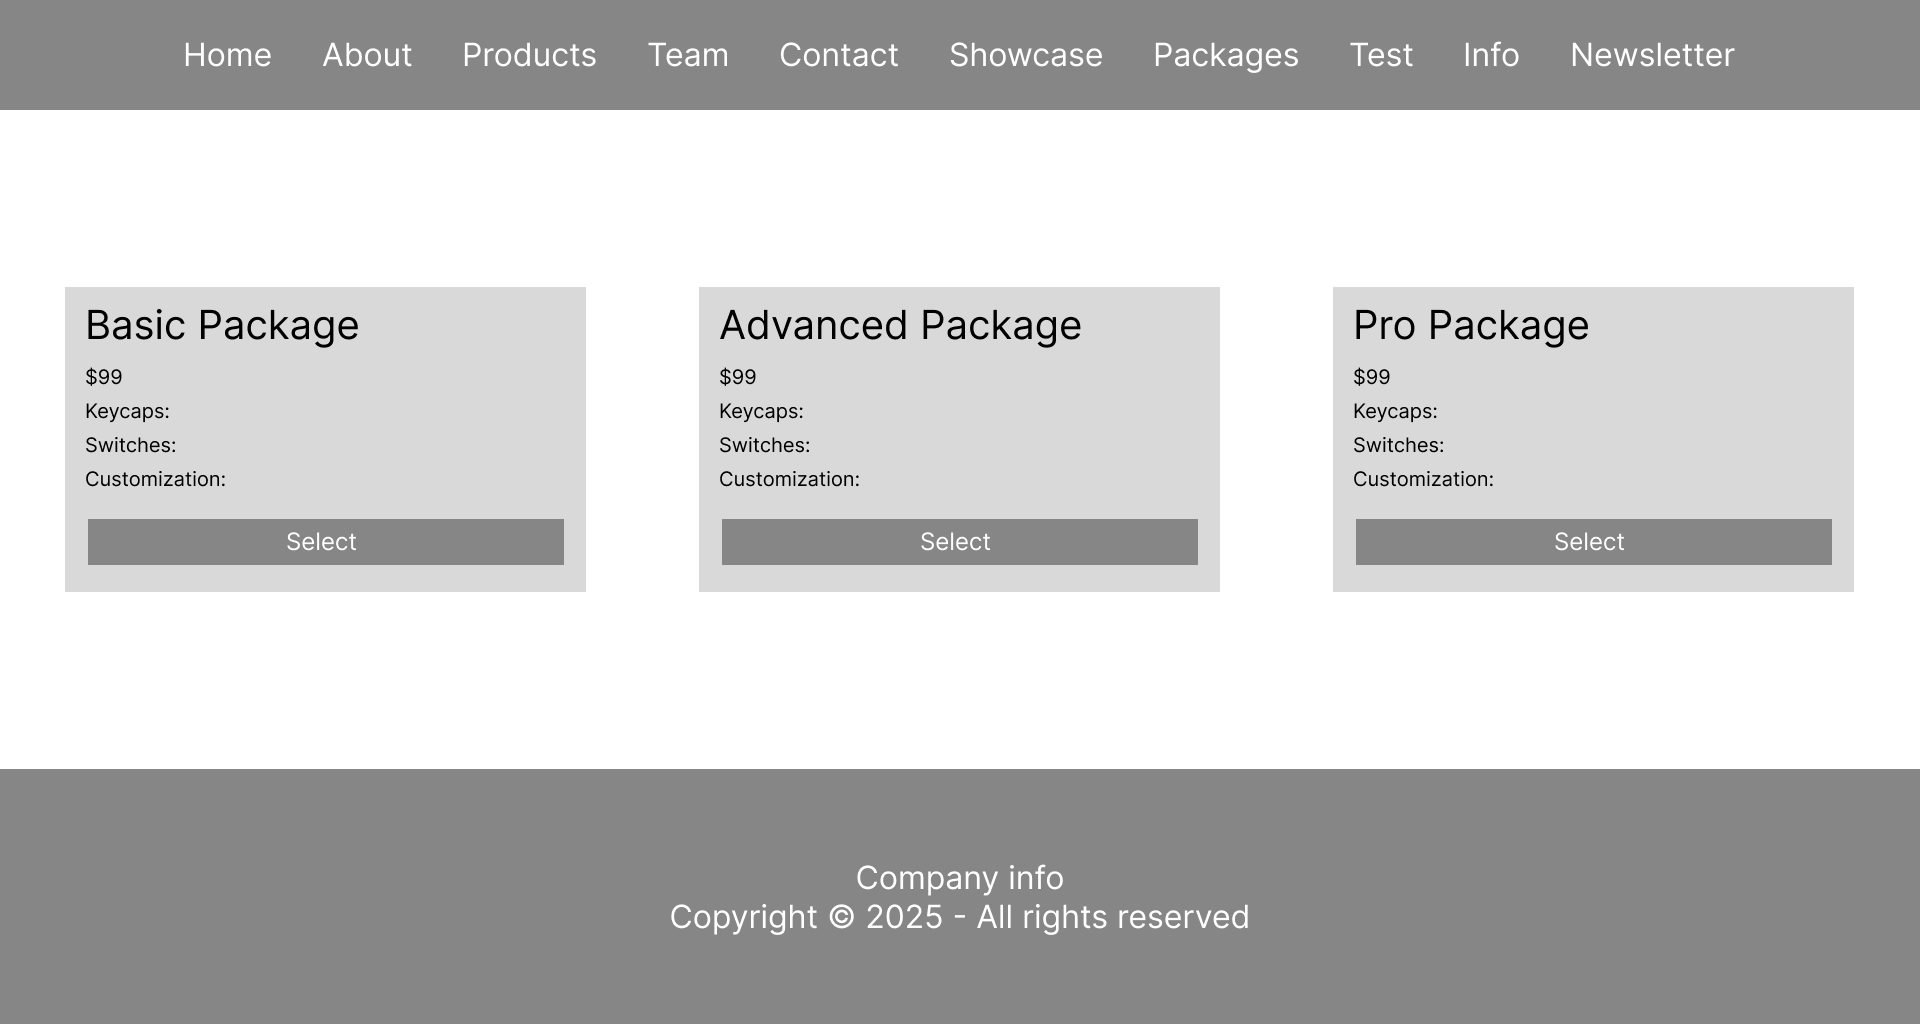 Home About Products Team Contact Showcase Packages Test Info Newsletter
Basic Package
$99
Keycaps:
Switches:
Customization:
Select
Advanced Package
$99
Keycaps:
Switches:
Customization:
Select
Pro Package
$99
Keycaps:
Switches:
Customization:
Select
Company info
Copyright © 2025 - All rights reserved